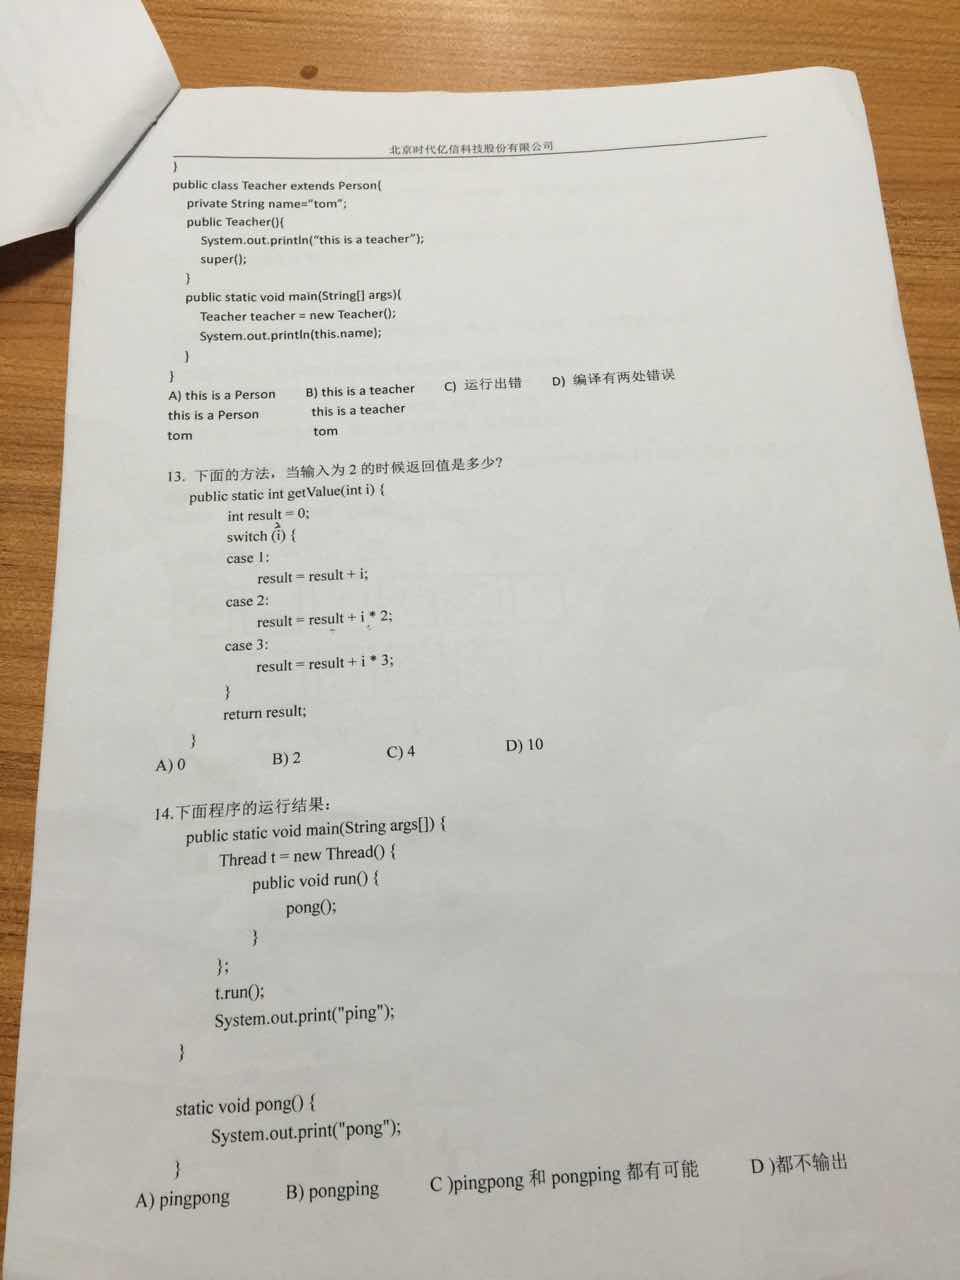 北京时代亿信科技股份有限公司
}
public class Teacher extends Person{
private String name=“tom”;
public Teacher(){
System.out.println(“this is a teacher”);
super();
}
public static void main(String[] args){
Teacher teacher = new Teacher();
System.out.println(this.name);
}
}
A) this is a Person B) this is a teacher C) 运行出错 D) 编译有两处错误
this is a Person this is a teacher
tom tom
13. 下面的方法，当输入为 2 的时候返回值是多少?
public static int getValue(int i) {
int result = 0;
2
switch (i) {
case 1:
result = result + i;
case 2:
result = result + i * 2;
case 3:
result = result + i * 3;
}
return result;
}
A) 0 B) 2 C) 4 D) 10
14.下面程序的运行结果：
public static void main(String args[]) {
Thread t = new Thread() {
public void run() {
pong();
}
};
t.run();
System.out.print("ping");
}
static void pong() {
System.out.print("pong");
}
A) pingpong B) pongping C )pingpong 和 pongping 都有可能 D )都不输出